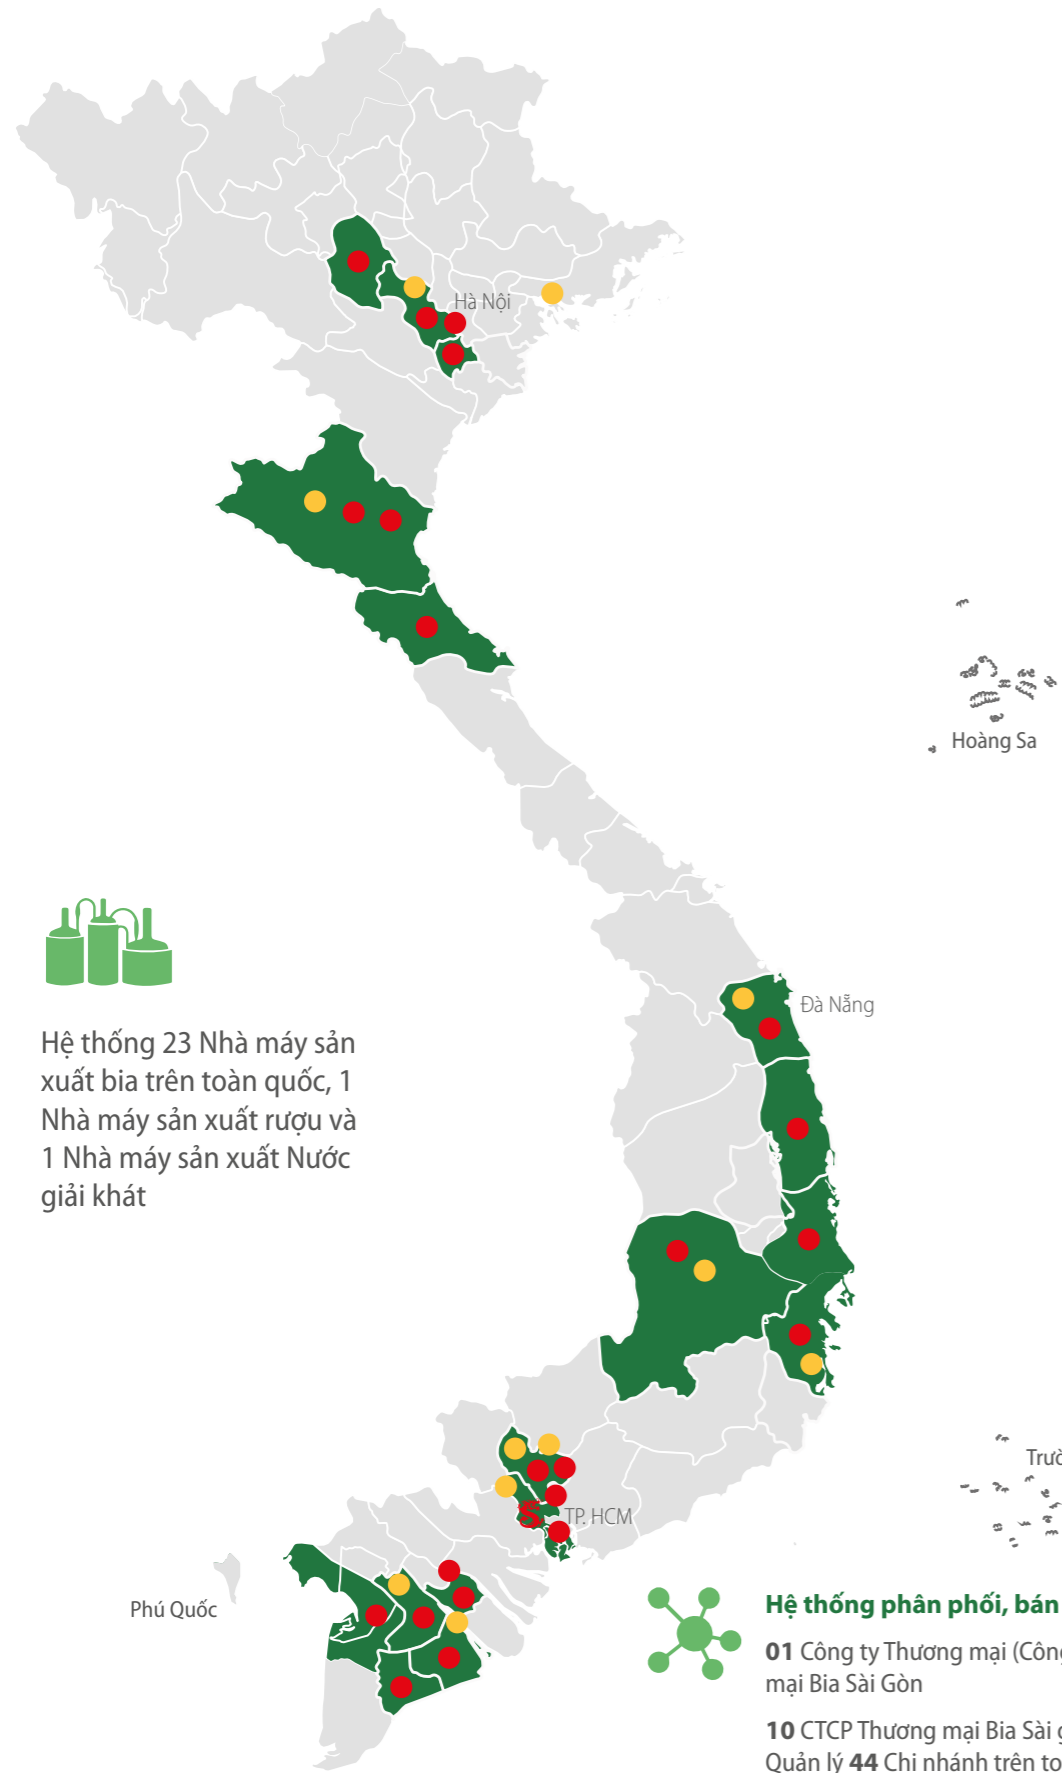 Hà Nội
Hoàng Sa
Hệ thống 23 Nhà máy sản
xuất bia trên toàn quốc, 1
Nhà máy sản xuất rượu và
1 Nhà máy sản xuất Nước
giải khát
Đà Nẵng
TP. HCM
Phú Quốc
Hệ thống phân phối, bán
01 Công ty Thương mại
mại Bia Sài Gòn
10 CTCP Thương mại Bia Sài
Quản lý 44 Chi nhánh trên